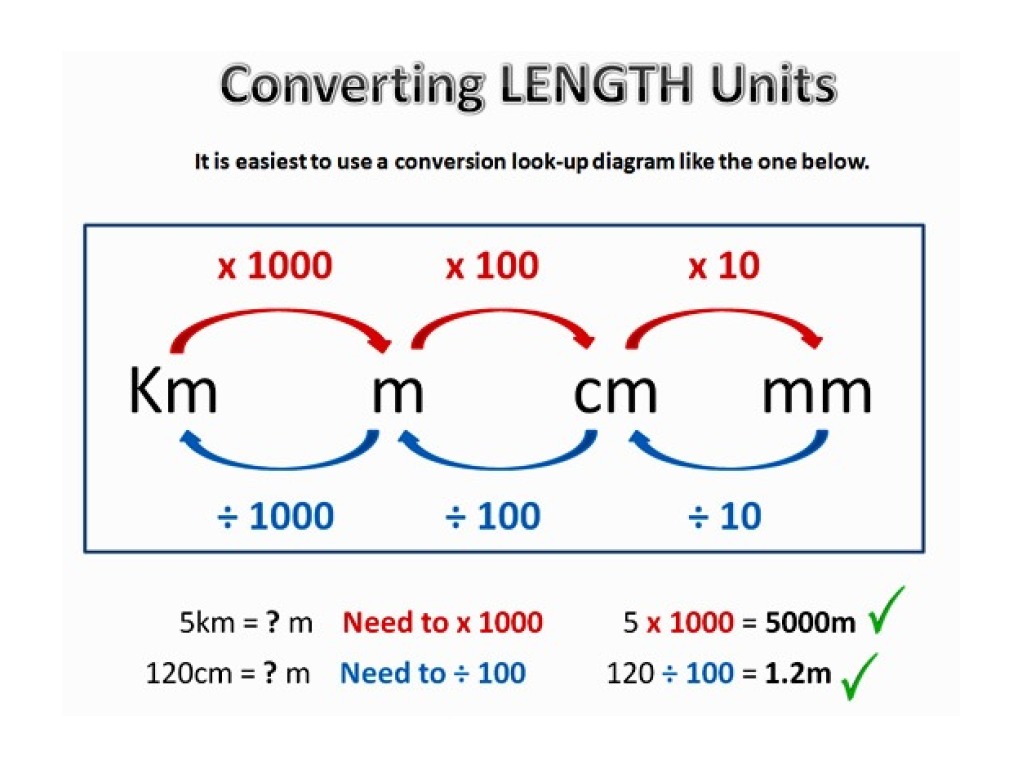 Converting LENGTH Units
It is easiest to use a conversion look-up diagram like the one below.
x 1000 x 100 x 10
Km m cm mm
÷ 1000 ÷ 100 ÷ 10
5km = ? m Need to x 1000 5 x 1000 = 5000m
120cm = ? m Need to ÷ 100 120 ÷ 100 = 1.2m